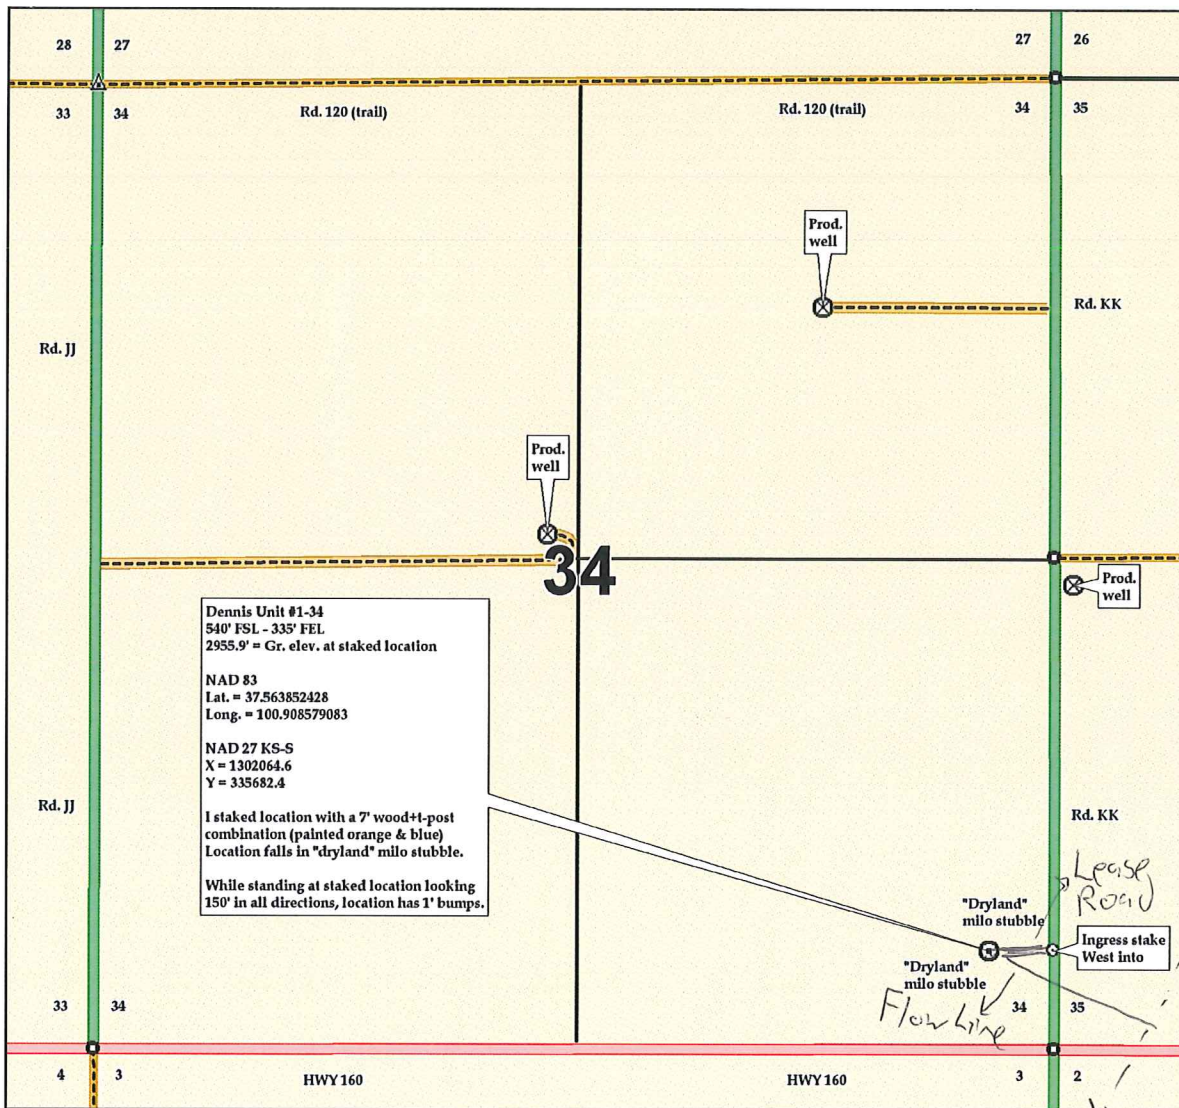 28 27
27 26
33 34
Rd. 120 (trail)
Rd. 120 (trail)
34 35
Prod.
well
Rd. KK
Rd. JJ
Prod.
well
34
Prod.
well
Dennis Unit #1-34
540' FSL - 335' FEL
2955.9' = Gr. elev. at staked location
NAD 83
Lat. = 37.563852428
Long. = 100.908579083
NAD 27 KS-S
X = 1302064.6
Y = 335682.4
I staked location with a 7' wood+t-post
combination (painted orange & blue)
Location falls in "dryland" milo stubble.
While standing at staked location looking
150' in all directions, location has 1' bumps.
Rd. JJ
Rd. KK
Lease
Road
"Dryland"
milo stubble
Ingress stake
West into
"Dryland"
milo stubble
Flow Line
33 34
34 35
4 3
HWY 160
HWY 160
3 2